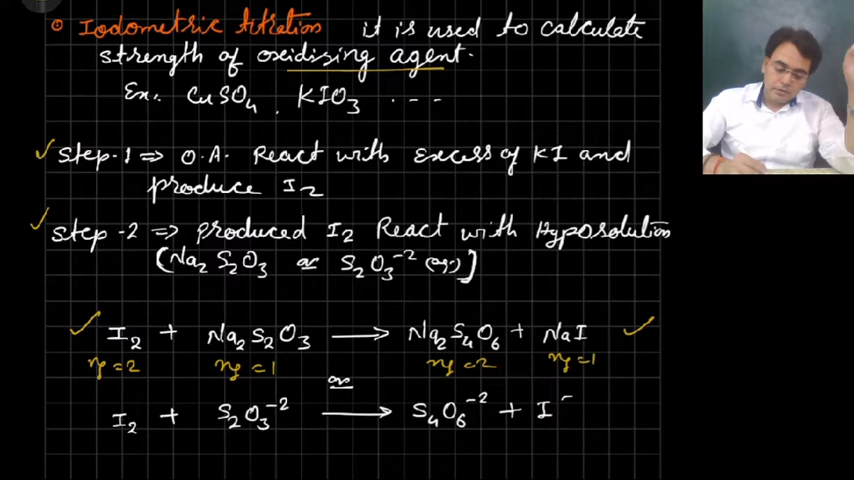 Iodometric titration it is used to calculate
strength of oxidising agent.
Ex:. CuSO4, KIO3 ....
Step-1 ⇒ O.A. React with Excess of KI and
produce I2
Step-2 ⇒ produced I2 React with Hyposolution
(Na2S2O3 or S2O3^-2 (aq.)]
I2 + Na2S2O3 ⟶ Na2S4O6 + NaI
nf=2 nf=1 nf=2 nf=1
or
I2 + S2O3^-2 ⟶ S4O6^-2 + I^-